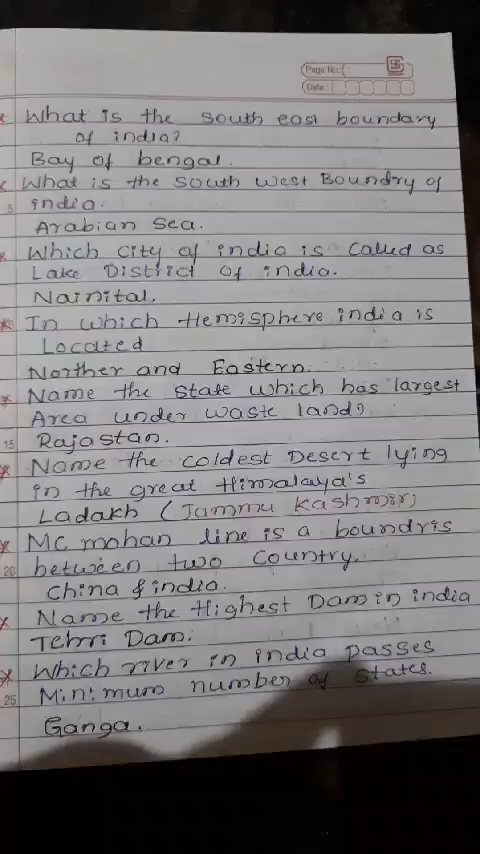 Page No.:
Date:
What is the south east boundary
of india?
Bay of bengal.
What is the south west Boundry of
5 india.
Arabian Sea.
Which city of india is called as
Lake District of india.
Nainital.
In which Hemisphere india is
Located
Norther and Eastern.
Name the state which has largest
Area under waste land?
15 Rajastan.
Name the coldest Desert lying
in the great Himalaya's
Ladakh (Jammu Kashmir)
Mc mohan line is a boundris
20 between two country.
China & india.
Name the Highest Dam in india
Tehri Dam.
Which river in india passes
25 Minimum number of states.
Ganga.